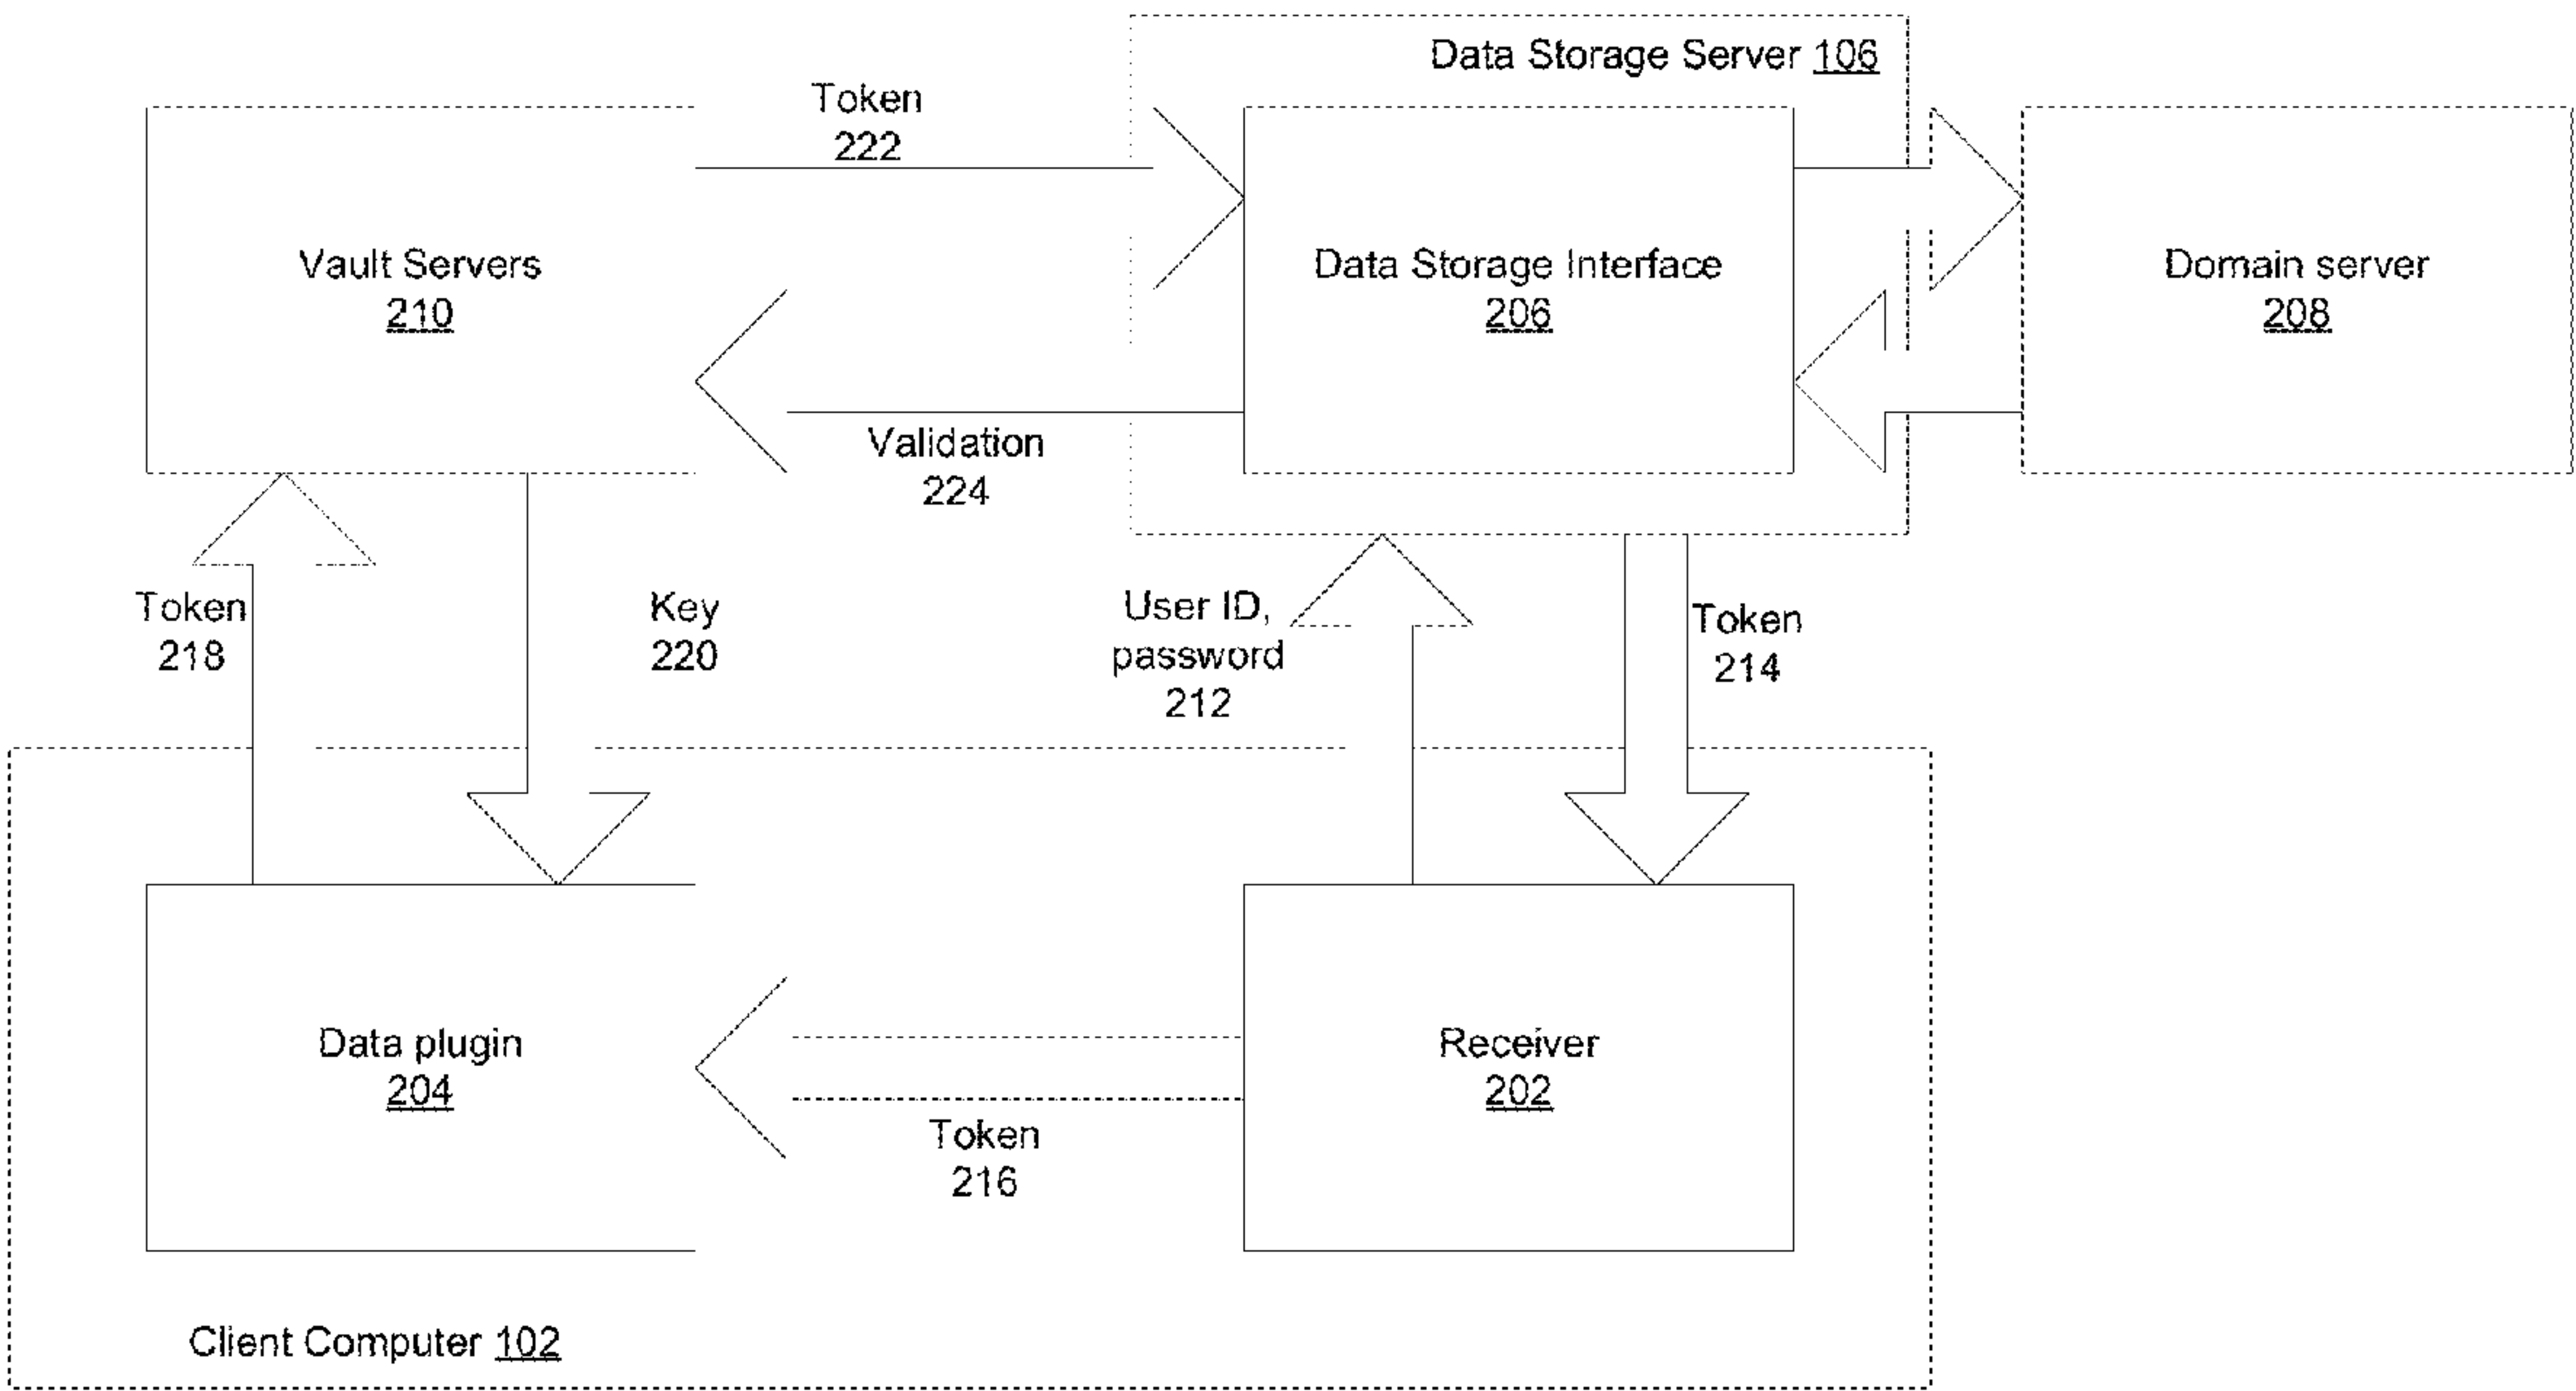 Data Storage Server 106
Token
222
Vault Servers
210
Data Storage Interface
206
Domain server
208
Validation
224
Token
218
Key
220
User ID,
password
212
Token
214
Data plugin
204
Receiver
202
Token
216
Client Computer 102